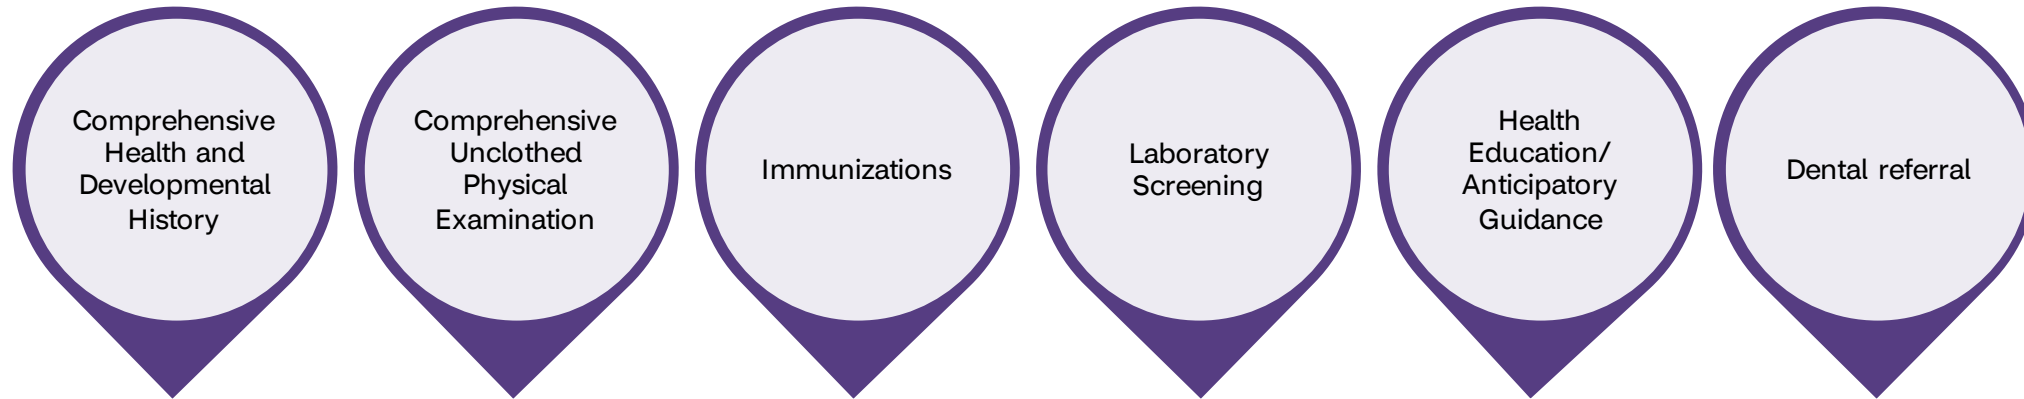 Comprehensive
Health and
Developmental
History
Comprehensive
Unclothed
Physical
Examination
Immunizations
Laboratory
Screening
Health
Education/
Anticipatory
Guidance
Dental referral